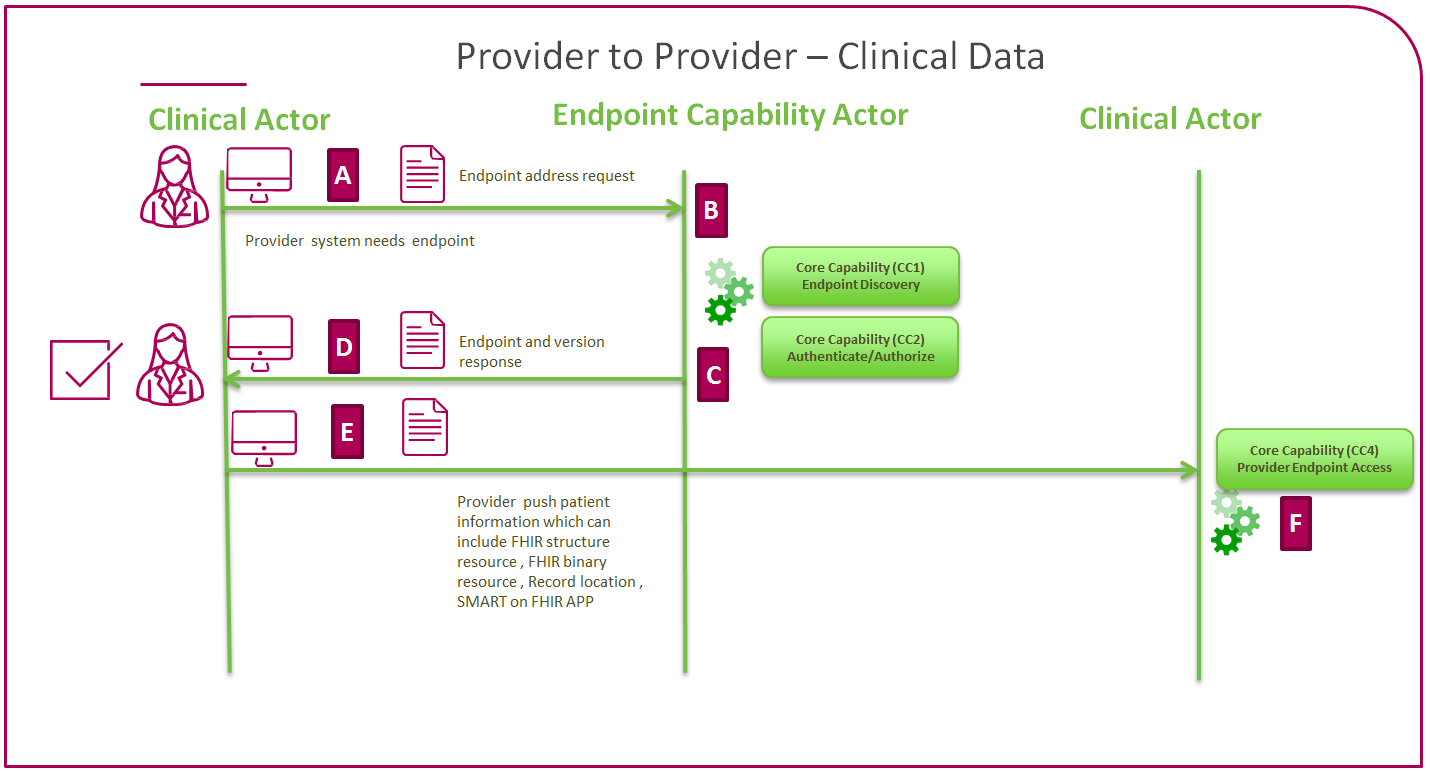 Provider to Provider – Clinical Data
Clinical Actor
Endpoint Capability Actor
Clinical Actor
A
Endpoint address request
B
Provider  system needs  endpoint
Core Capability (CC1)
Endpoint Discovery
Core Capability (CC2)
Authenticate/Authorize
D
Endpoint and version
response
C
E
Core Capability (CC4)
Provider Endpoint Access
F
Provider  push patient
information which can
include FHIR structure
resource , FHIR binary
resource , Record location ,
SMART on FHIR APP